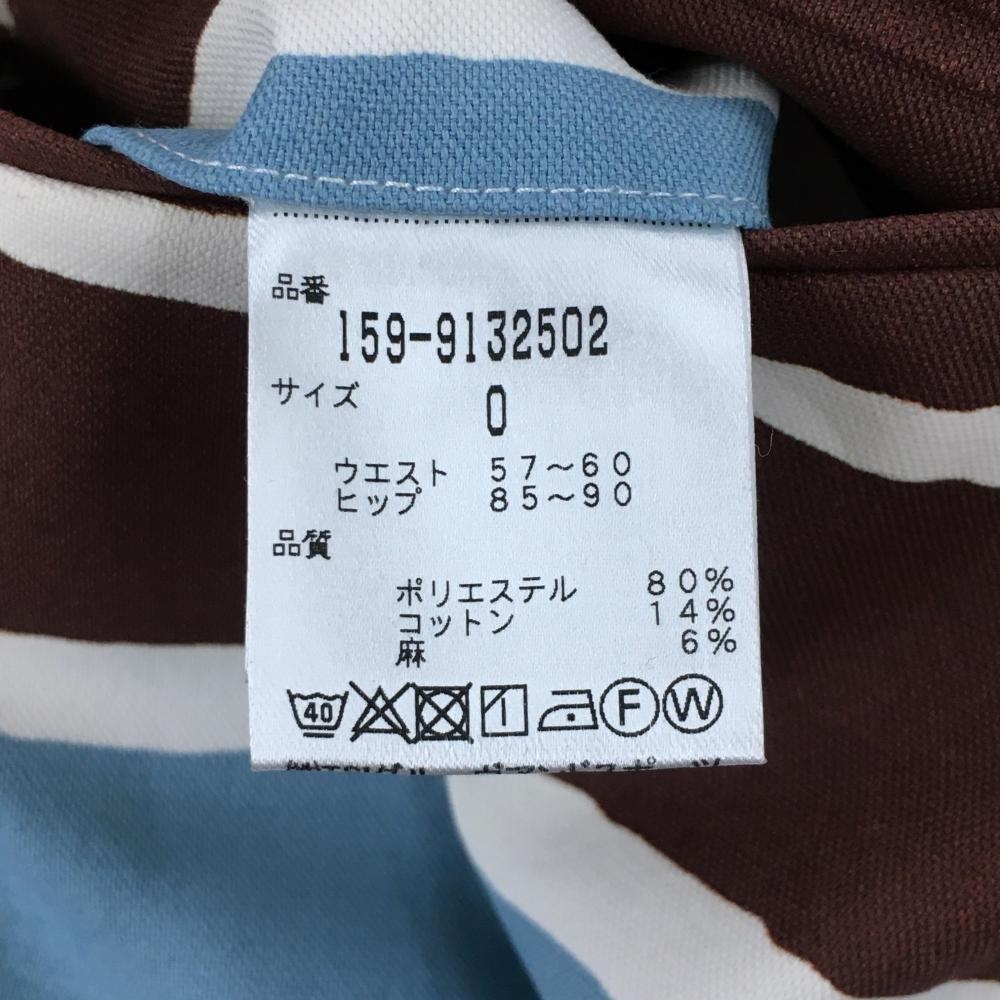 品番
159-9132502
サイズ 0
ウエスト 57～60
ヒップ 85～90
品質
ポリエステル 80%
コットン 14%
麻 6%
40 F W